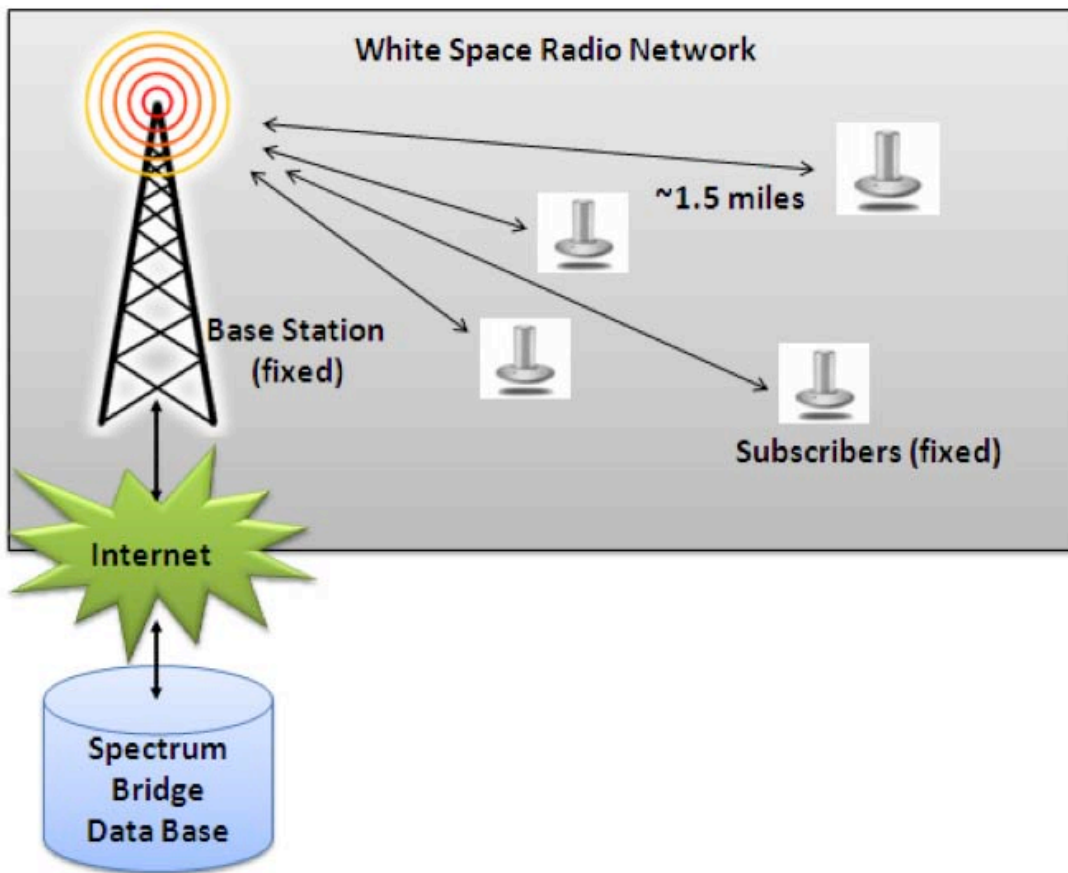 White Space Radio Network
~1.5 miles
Base Station
(fixed)
Subscribers (fixed)
Internet
Spectrum
Bridge
Data Base